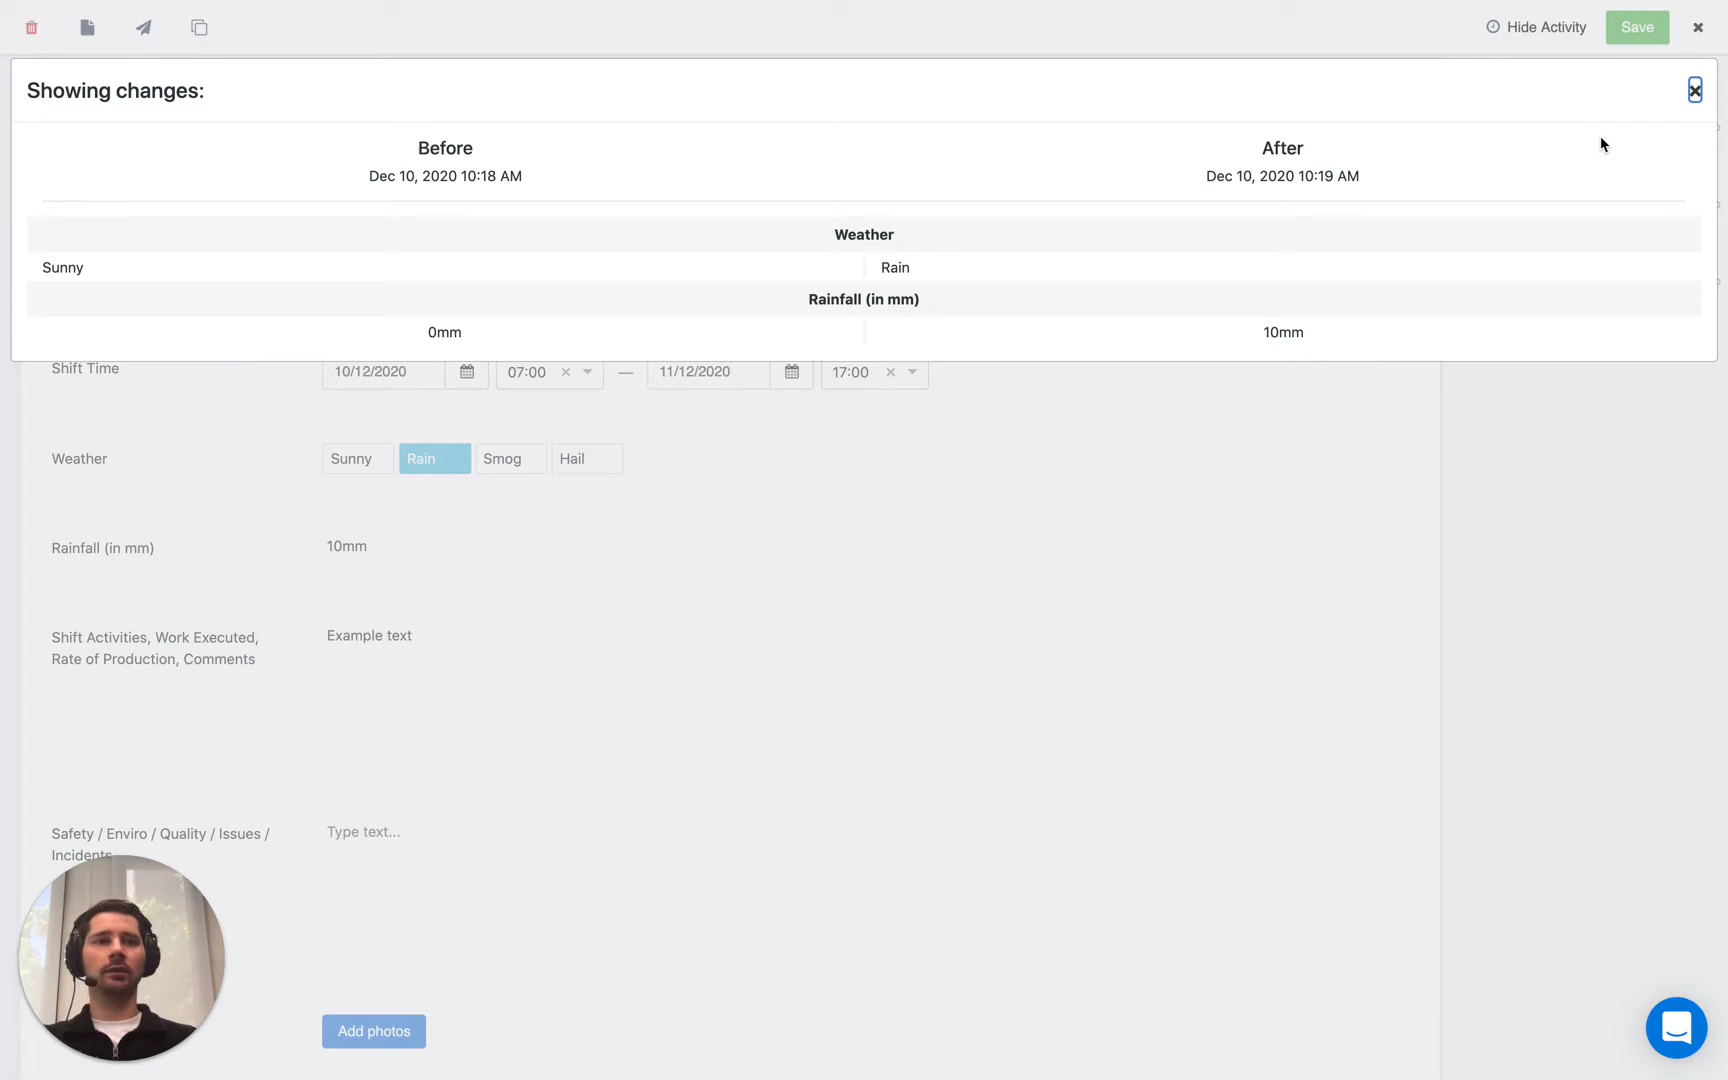 Hide Activity
Save
Showing changes:
Before
After
Dec 10, 2020 10:18 AM
Dec 10, 2020 10:19 AM
Weather
Sunny
Rain
Rainfall (in mm)
0mm
10mm
Shift Time
10/12/2020
07:00
11/12/2020
17:00
Weather
Sunny
Rain
Smog
Hail
Rainfall (in mm)
10mm
Shift Activities, Work Executed,
Rate of Production, Comments
Example text
Safety / Enviro / Quality / Issues /
Incidents
Type text...
Add photos